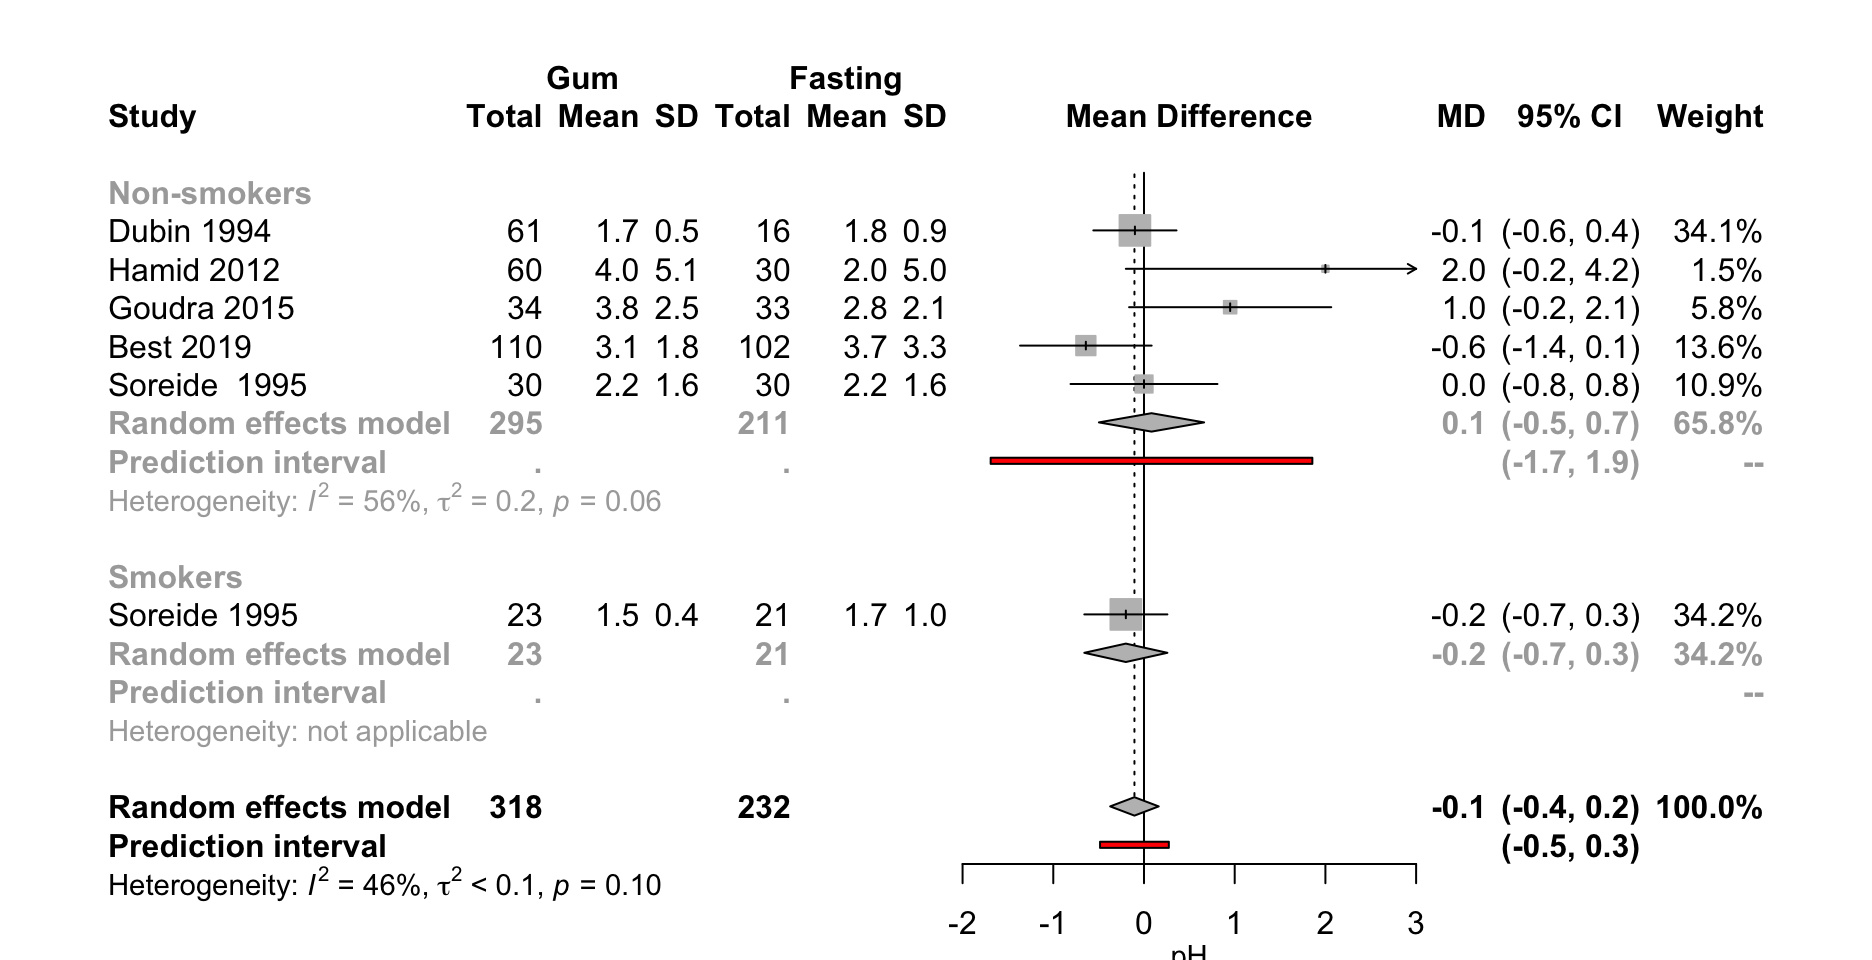 Gum Fasting
Study Total Mean SD Total Mean SD Mean Difference MD 95% CI Weight
Non-smokers
Dubin 1994 61 1.7 0.5 16 1.8 0.9 -0.1 (-0.6, 0.4) 34.1%
Hamid 2012 60 4.0 5.1 30 2.0 5.0 2.0 (-0.2, 4.2) 1.5%
Goudra 2015 34 3.8 2.5 33 2.8 2.1 1.0 (-0.2, 2.1) 5.8%
Best 2019 110 3.1 1.8 102 3.7 3.3 -0.6 (-1.4, 0.1) 13.6%
Soreide  1995 30 2.2 1.6 30 2.2 1.6 0.0 (-0.8, 0.8) 10.9%
Random effects model 295 211 0.1 (-0.5, 0.7) 65.8%
Prediction interval . . (-1.7, 1.9) --
Heterogeneity: I² = 56%, τ² = 0.2, p = 0.06
Smokers
Soreide 1995 23 1.5 0.4 21 1.7 1.0 -0.2 (-0.7, 0.3) 34.2%
Random effects model 23 21 -0.2 (-0.7, 0.3) 34.2%
Prediction interval . . --
Heterogeneity: not applicable
Random effects model 318 232 -0.1 (-0.4, 0.2) 100.0%
Prediction interval (-0.5, 0.3)
Heterogeneity: I² = 46%, τ² < 0.1, p = 0.10
-2 -1 0 1 2 3
pH